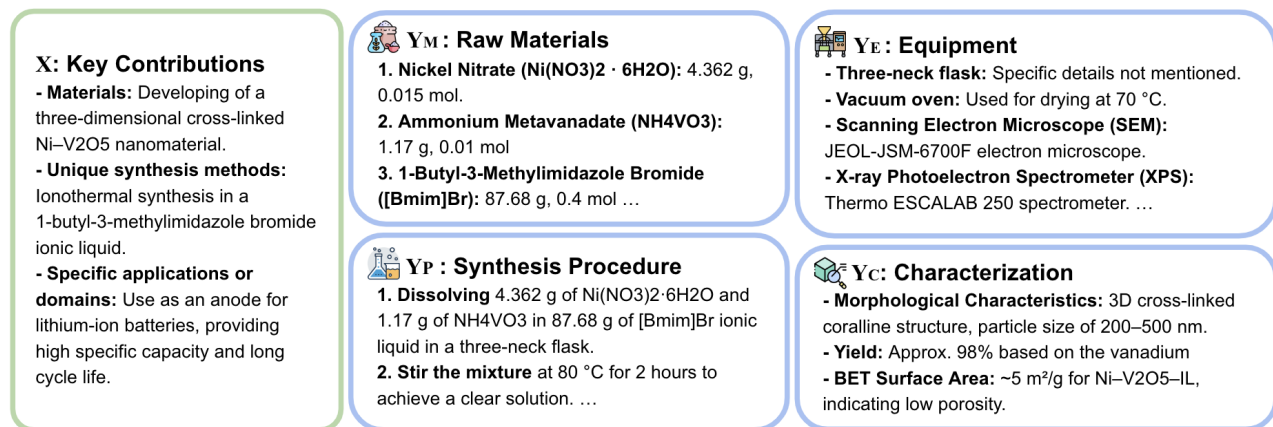 X: Key Contributions
- Materials: Developing of a
three-dimensional cross-linked
Ni–V2O5 nanomaterial.
- Unique synthesis methods:
Ionothermal synthesis in a
1-butyl-3-methylimidazole bromide
ionic liquid.
- Specific applications or
domains: Use as an anode for
lithium-ion batteries, providing
high specific capacity and long
cycle life.
YM : Raw Materials
1. Nickel Nitrate (Ni(NO3)2 · 6H2O): 4.362 g,
0.015 mol.
2. Ammonium Metavanadate (NH4VO3):
1.17 g, 0.01 mol
3. 1-Butyl-3-Methylimidazole Bromide
([Bmim]Br): 87.68 g, 0.4 mol …
YP : Synthesis Procedure
1. Dissolving 4.362 g of Ni(NO3)2·6H2O and
1.17 g of NH4VO3 in 87.68 g of [Bmim]Br ionic
liquid in a three-neck flask.
2. Stir the mixture at 80 °C for 2 hours to
achieve a clear solution. …
YE : Equipment
- Three-neck flask: Specific details not mentioned.
- Vacuum oven: Used for drying at 70 °C.
- Scanning Electron Microscope (SEM):
JEOL-JSM-6700F electron microscope.
- X-ray Photoelectron Spectrometer (XPS):
Thermo ESCALAB 250 spectrometer. …
YC: Characterization
- Morphological Characteristics: 3D cross-linked
coralline structure, particle size of 200–500 nm.
- Yield: Approx. 98% based on the vanadium
- BET Surface Area: ~5 m²/g for Ni–V2O5–IL,
indicating low porosity.